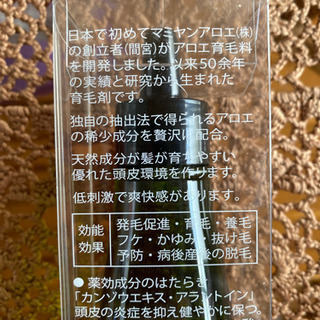 日本で初めてマミヤンアロエ(株)
の創立者(間宮)がアロエ育毛料
を開発しました。以来50余年
の実績と研究から生まれた
育毛剤です。
独自の抽出法で得られるアロエ
の稀少成分を贅沢に配合。
天然成分が髪が育ちやすい
優れた頭皮環境を作ります。
低刺激で爽快感があります。
効能 発毛促進・育毛・養毛
効果 フケ・かゆみ・抜け毛
予防・病後産後の脱毛
●薬効成分のはたらき
「カンゾウエキス・アラントイン」
頭皮の炎症を抑え健やかに保つ。